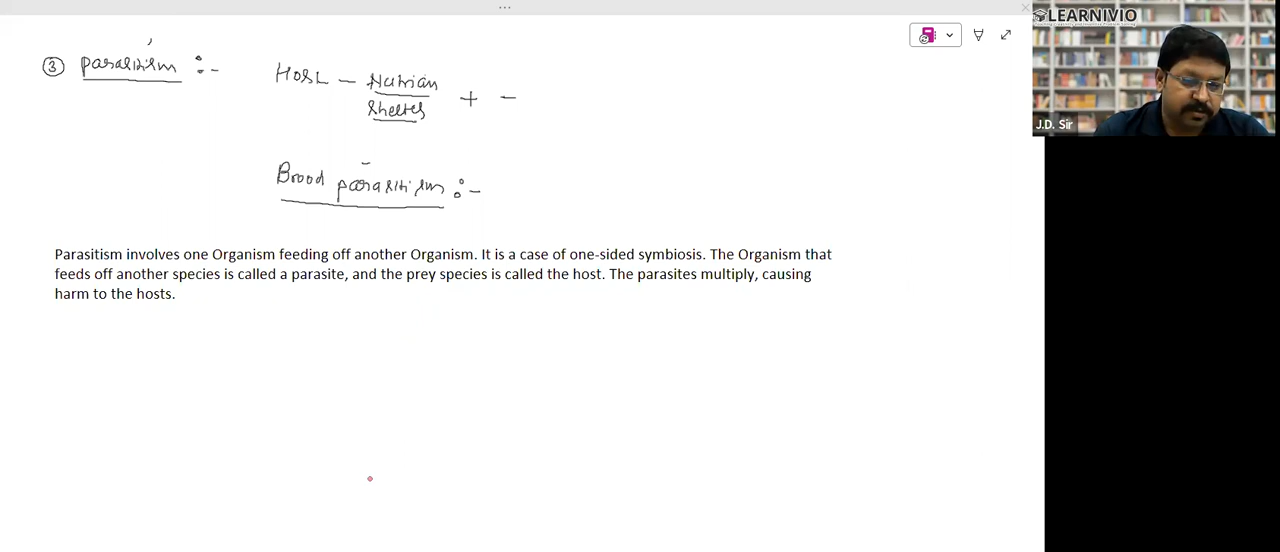 LEARNIVIO
③ parasitism :-
Host - Nutrian
Shelter + -
Brood parasitism :-
J.D. Sir
Parasitism involves one Organism feeding off another Organism. It is a case of one-sided symbiosis. The Organism that
feeds off another species is called a parasite, and the prey species is called the host. The parasites multiply, causing
harm to the hosts.